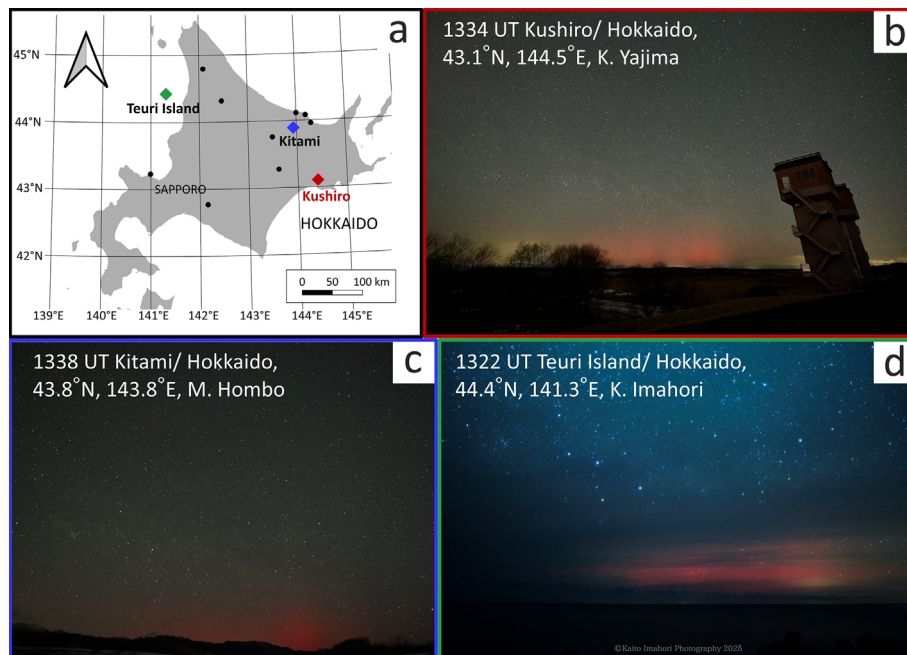 a
45°N
44°N
43°N
42°N
Teuri Island
Kitami
SAPPORO
Kushiro
HOKKAIDO
0 50 100 km
139°E 140°E 141°E 142°E 143°E 144°E 145°E
b
1334 UT Kushiro/ Hokkaido,
43.1°N, 144.5°E, K. Yajima
c
1338 UT Kitami/ Hokkaido,
43.8°N, 143.8°E, M. Hombo
d
1322 UT Teuri Island/ Hokkaido,
44.4°N, 141.3°E, K. Imahori
©Kaito Imahori Photography 2025